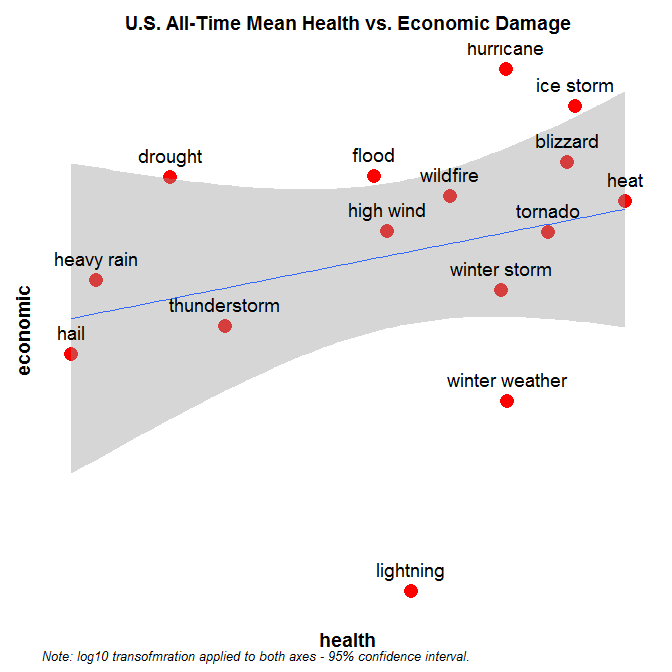 U.S. All-Time Mean Health vs. Economic Damage
hurricane
ice storm
blizzard
drought
flood
wildfire
heat
high wind
tornado
heavy rain
winter storm
thunderstorm
economic
hail
winter weather
lightning
health
Note: log10 transofmration applied to both axes - 95% confidence interval.